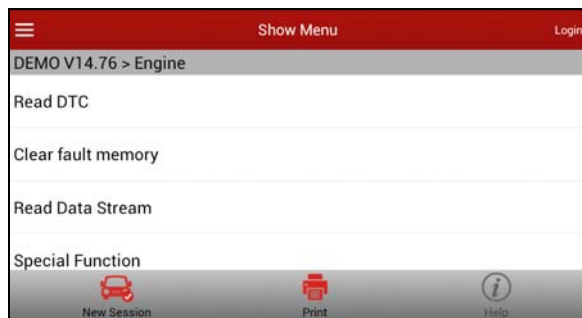 Show Menu
Login
DEMO V14.76 > Engine
Read DTC
Clear fault memory
Read Data Stream
Special Function
New Session
Print
Help